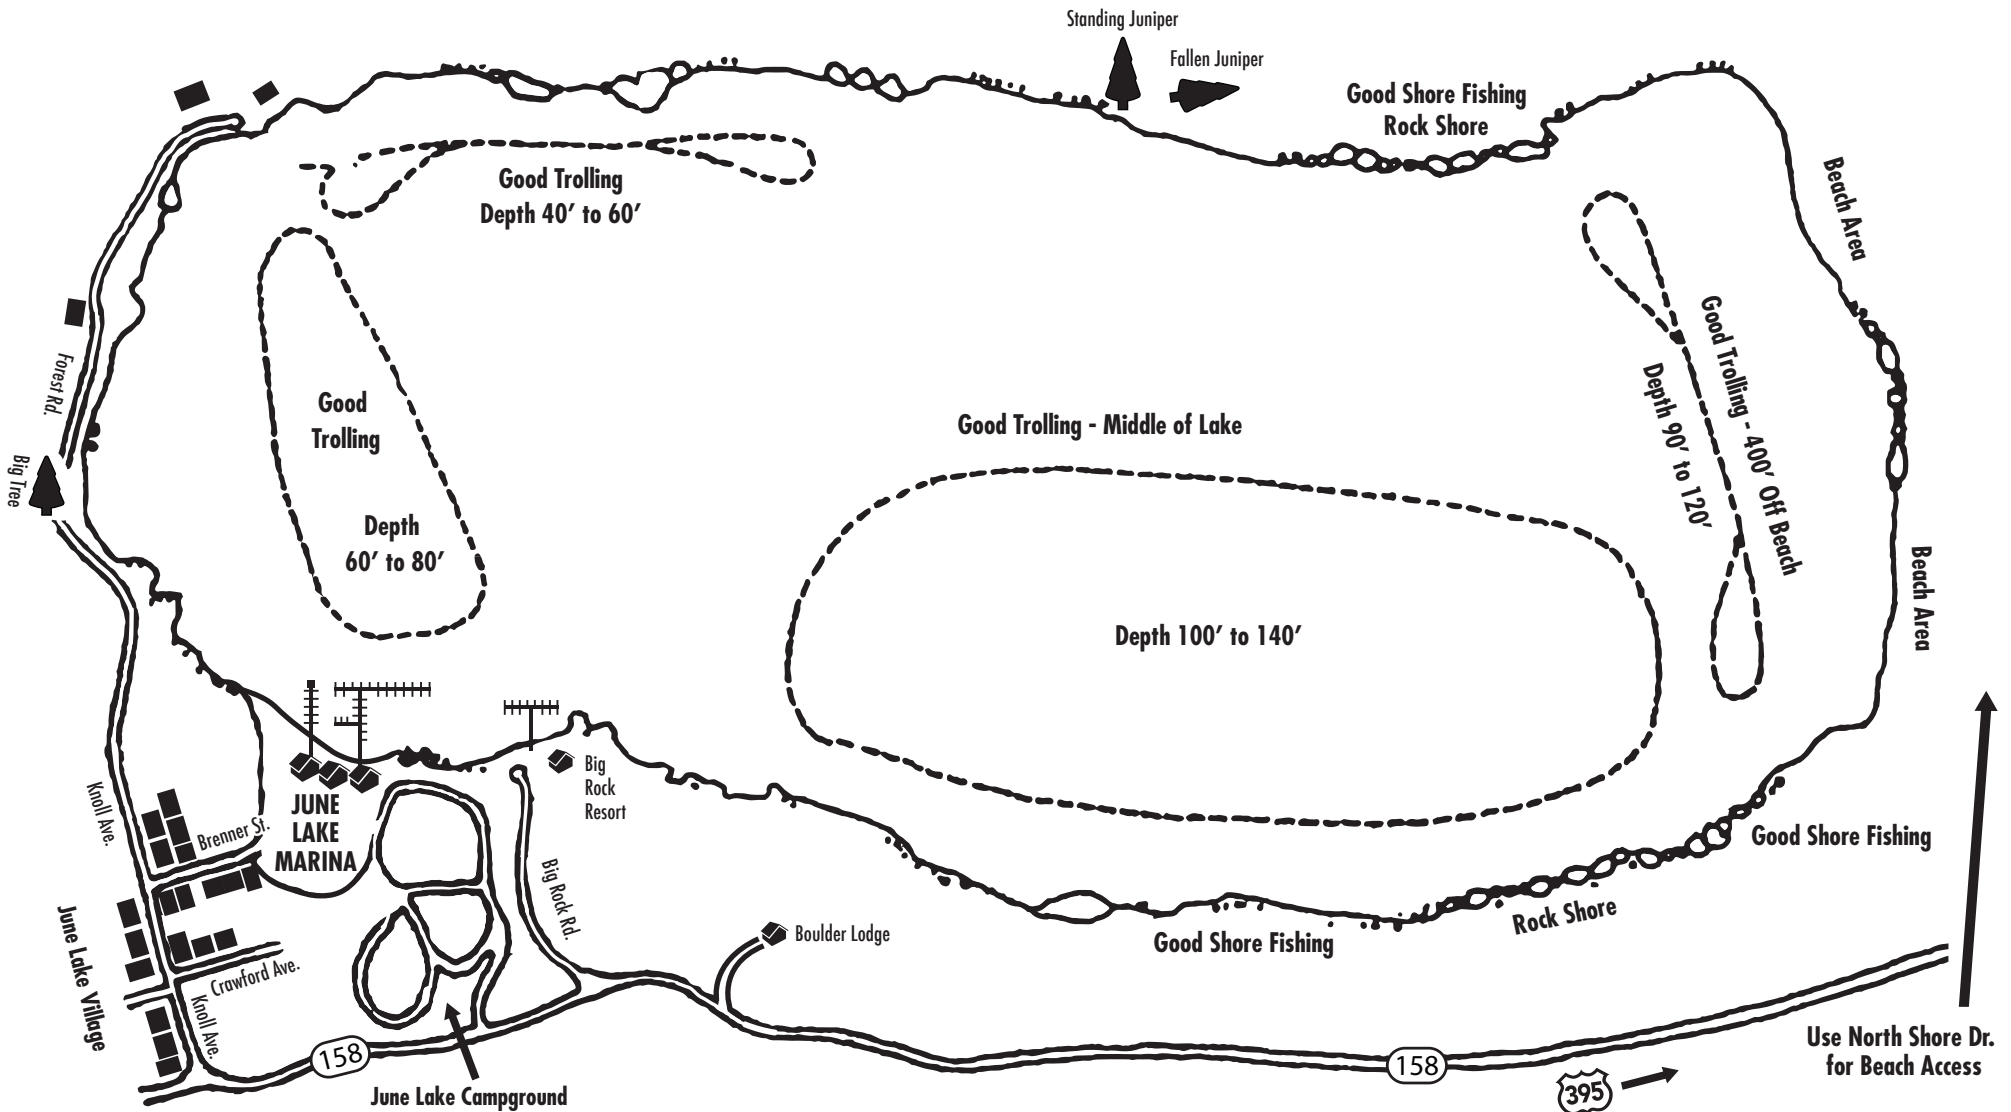 Standing Juniper
Fallen Juniper
Good Shore Fishing
Rock Shore
Beach Area
Good Trolling
Depth 40' to 60'
Good Trolling - 400' Off Beach
Depth 90' to 120'
Forest Rd.
Good
Trolling
Depth
60' to 80'
Good Trolling - Middle of Lake
Depth 100' to 140'
Big Tree
Beach Area
Big
Rock
Resort
JUNE
LAKE
MARINA
Knoll Ave.
Brenner St.
Good Shore Fishing
Big Rock Rd.
Rock Shore
Boulder Lodge
Good Shore Fishing
June Lake Village
Crawford Ave.
Knoll Ave.
158
158
Use North Shore Dr.
for Beach Access
395
June Lake Campground